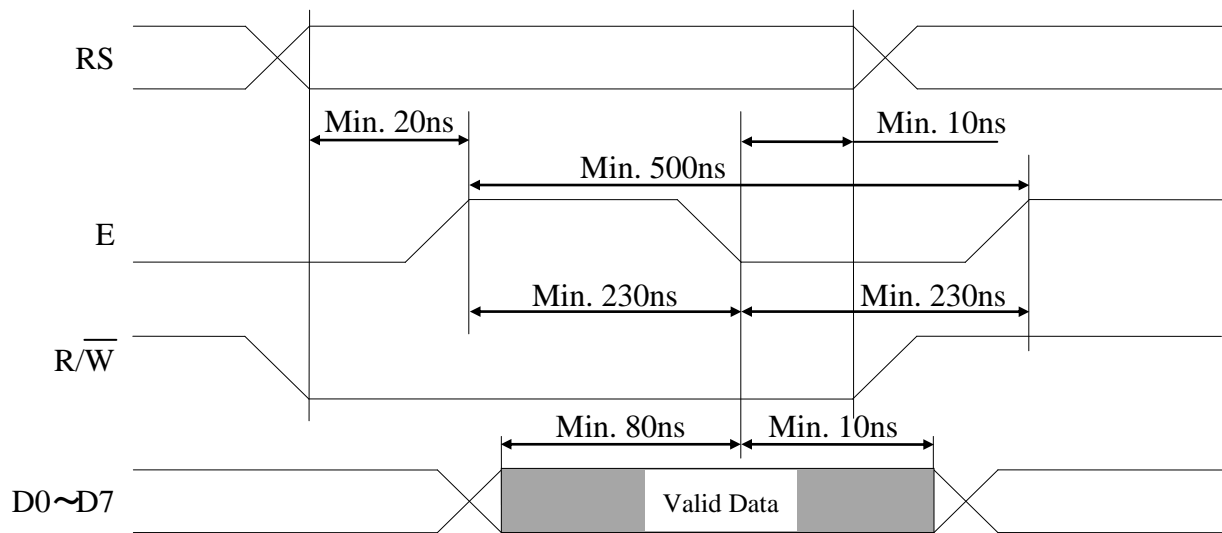 RS
Min. 20ns
Min. 10ns
Min. 500ns
E
Min. 230ns
Min. 230ns
R/W̅
Min. 80ns
Min. 10ns
D0～D7
Valid Data